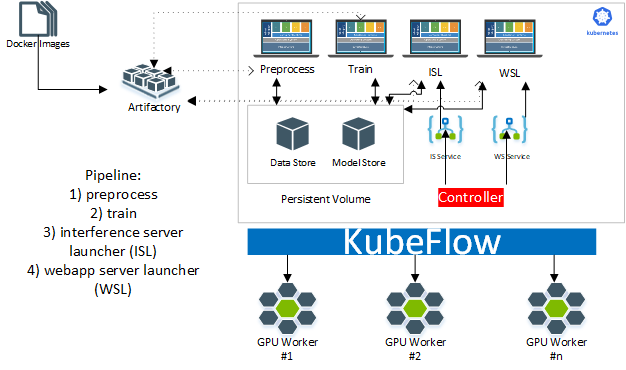 Docker Images
kubernetes
Preprocess
Train
ISL
WSL
Artifactory
Data Store
Model Store
IS Service
WS Service
Persistent Volume
Controller
Pipeline:
1) preprocess
2) train
3) interference server
launcher (ISL)
4) webapp server launcher
(WSL)
KubeFlow
GPU Worker
#1
GPU Worker
#2
GPU Worker
#n